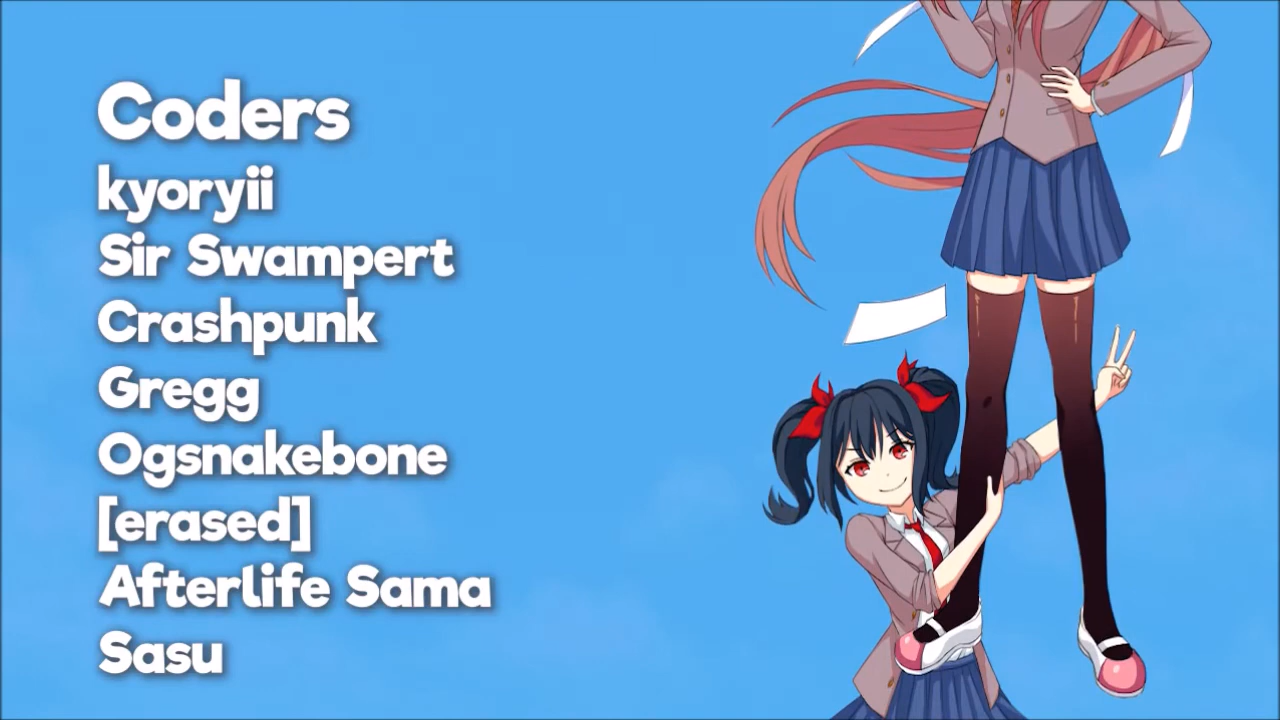 Coders
kyoryii
Sir Swampert
Crashpunk
Gregg
Ogsnakebone
[erased]
Afterlife Sama
Sasu